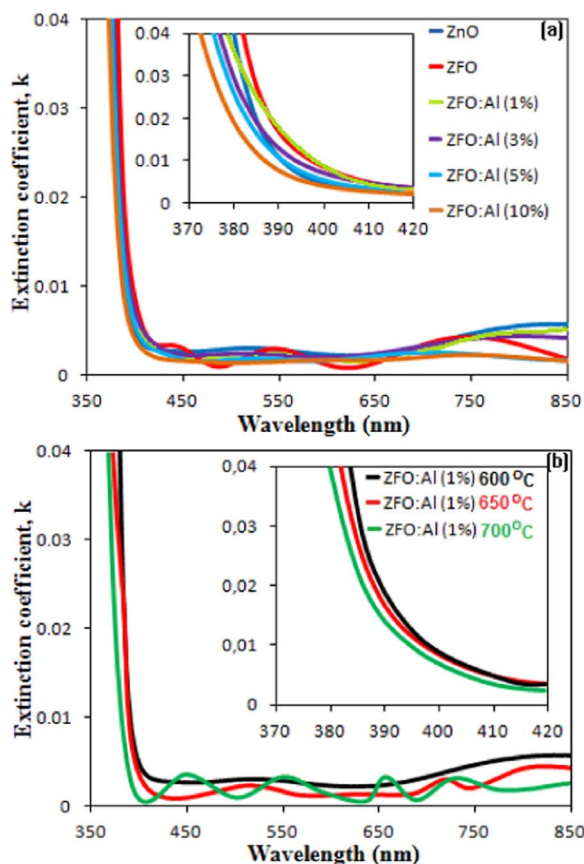 (a)
Extinction coefficient, k
0.04
0.03
0.02
0.01
0
350 450 550 650 750 850
Wavelength (nm)
0.04
0.03
0.02
0.01
0
370 380 390 400 410 420
ZnO
ZFO
ZFO:Al (1%)
ZFO:Al (3%)
ZFO:Al (5%)
ZFO:Al (10%)
(b)
Extinction coefficient, k
0.04
0.03
0.02
0.01
0
350 450 550 650 750 850
Wavelength (nm)
0,04
0,03
0,02
0,01
0
370 380 390 400 410 420
ZFO:Al (1%) 600 °C
ZFO:Al (1%) 650 °C
ZFO:Al (1%) 700°C